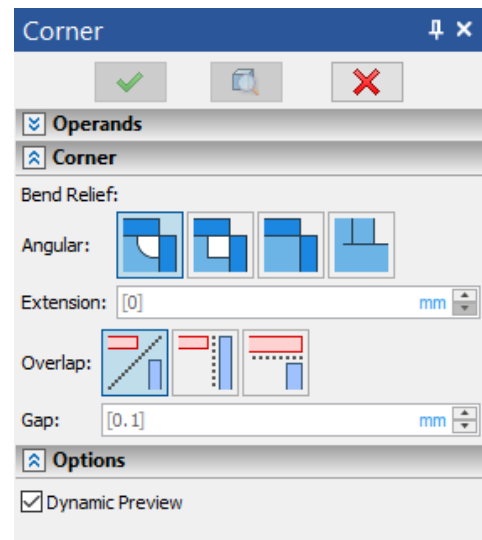 Corner
Operands
Corner
Bend Relief:
Angular:
Extension: [0] mm
Overlap:
Gap: [0.1] mm
Options
Dynamic Preview